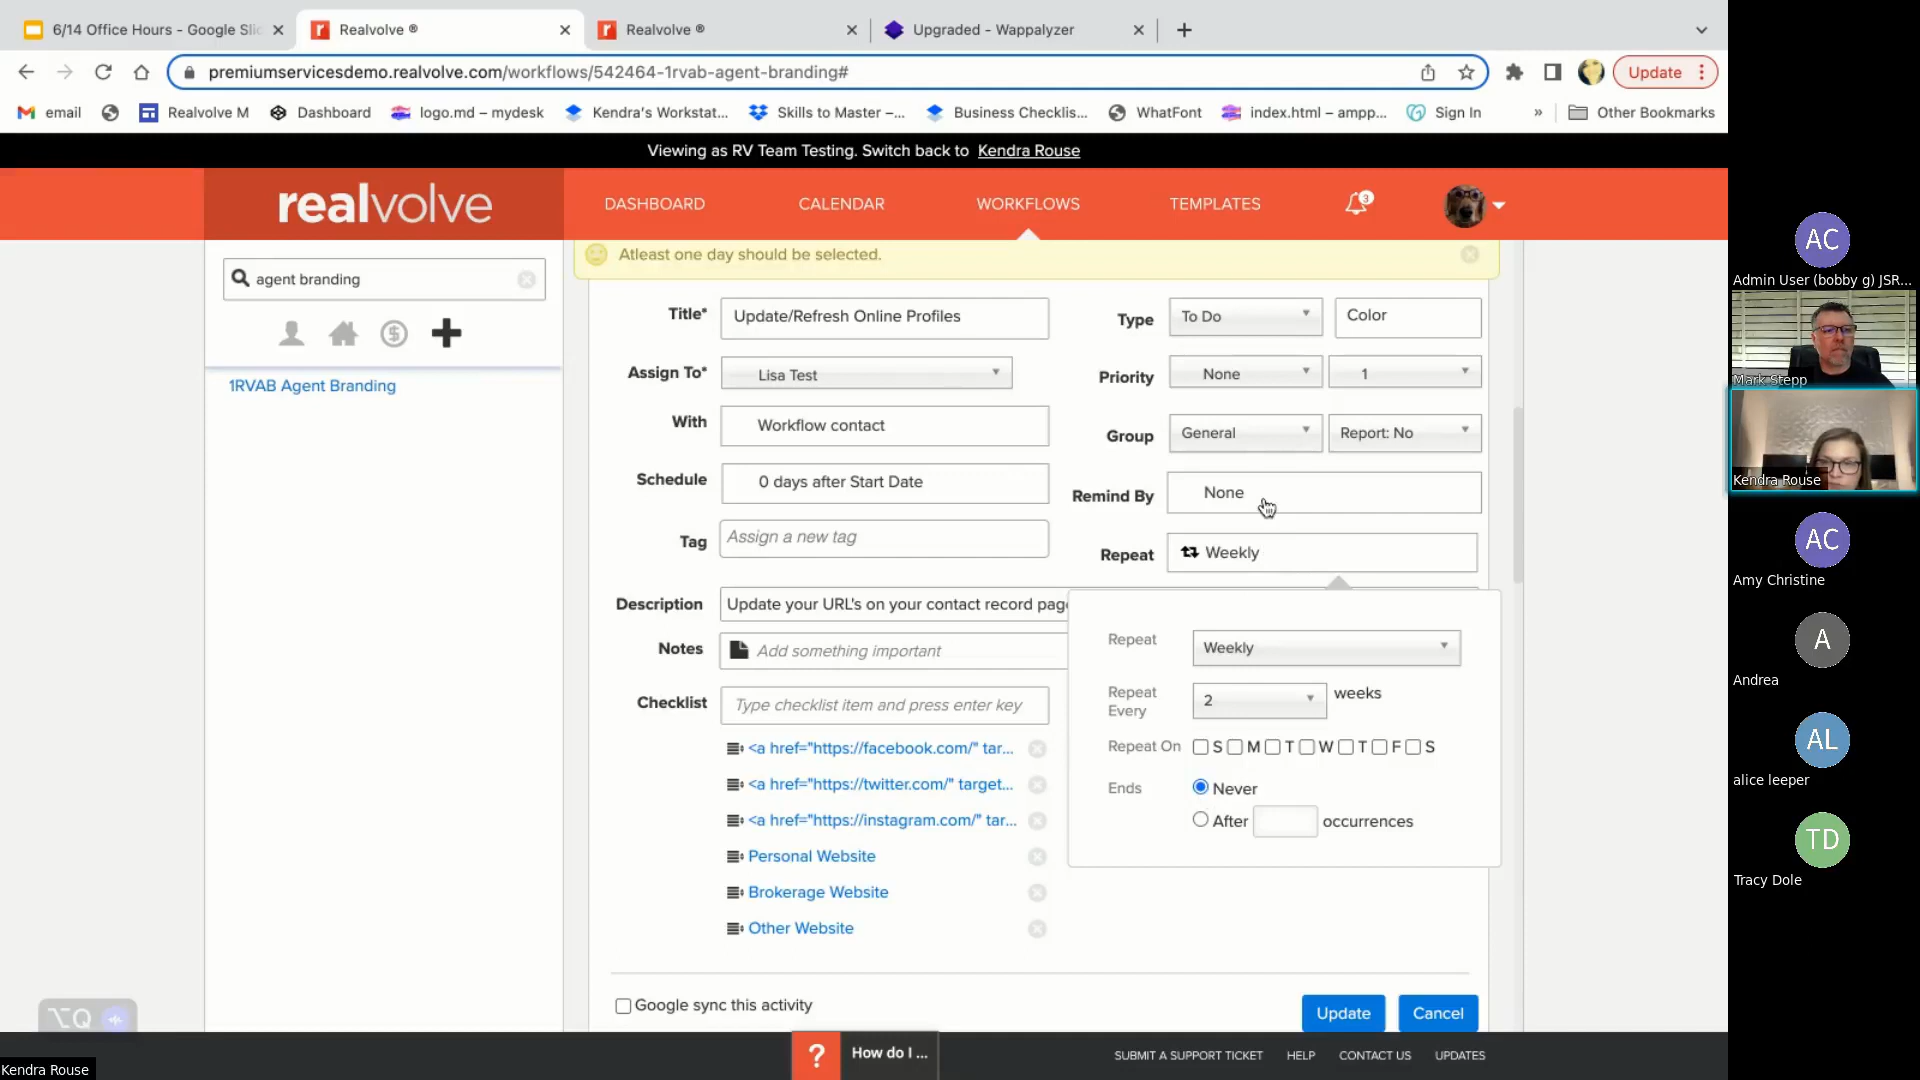 6/14 Office Hours - Google Slic
Realvolve ®
Realvolve ®
Upgraded - Wappalyzer
premiumservicesdemo.realvolve.com/workflows/542464-1rvab-agent-branding#
Update
email
Realvolve M
Dashboard
logo.md – mydesk
Kendra's Workstat...
Skills to Master –...
Business Checklis...
WhatFont
index.html – ampp...
Sign In
»
Other Bookmarks
Viewing as RV Team Testing. Switch back to Kendra Rouse
realvolve
DASHBOARD
CALENDAR
WORKFLOWS
TEMPLATES
3
agent branding
1RVAB Agent Branding
Atleast one day should be selected.
Title* Update/Refresh Online Profiles
Type To Do Color
Assign To* Lisa Test
Priority None 1
With Workflow contact
Group General Report: No
Schedule 0 days after Start Date
Remind By None
Tag Assign a new tag
Repeat Weekly
Description Update your URL's on your contact record page
Notes Add something important
Checklist Type checklist item and press enter key
<a href="https://facebook.com/" tar...
<a href="https://twitter.com/" target...
<a href="https://instagram.com/" tar...
Personal Website
Brokerage Website
Other Website
Repeat Weekly
Repeat Every 2 weeks
Repeat On S M T W T F S
Ends Never
After occurrences
Google sync this activity
Update
Cancel
⌥Q
? How do I ...
SUBMIT A SUPPORT TICKET
HELP
CONTACT US
UPDATES
Kendra Rouse
AC
Admin User (bobby g) JSR...
Mark Stepp
Kendra Rouse
AC
Amy Christine
A
Andrea
AL
alice leeper
TD
Tracy Dole